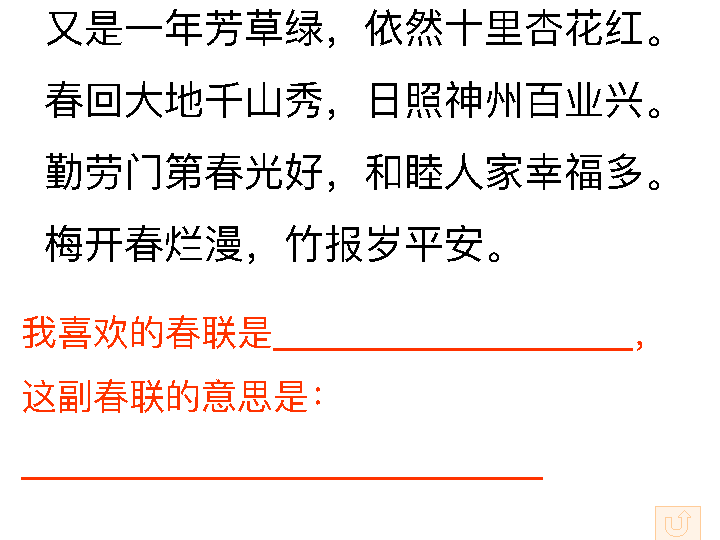 又是一年芳草绿，依然十里杏花红。
春回大地千山秀，日照神州百业兴。
勤劳门第春光好，和睦人家幸福多。
梅开春烂漫，竹报岁平安。
我喜欢的春联是____________________，
这副春联的意思是：
_____________________________